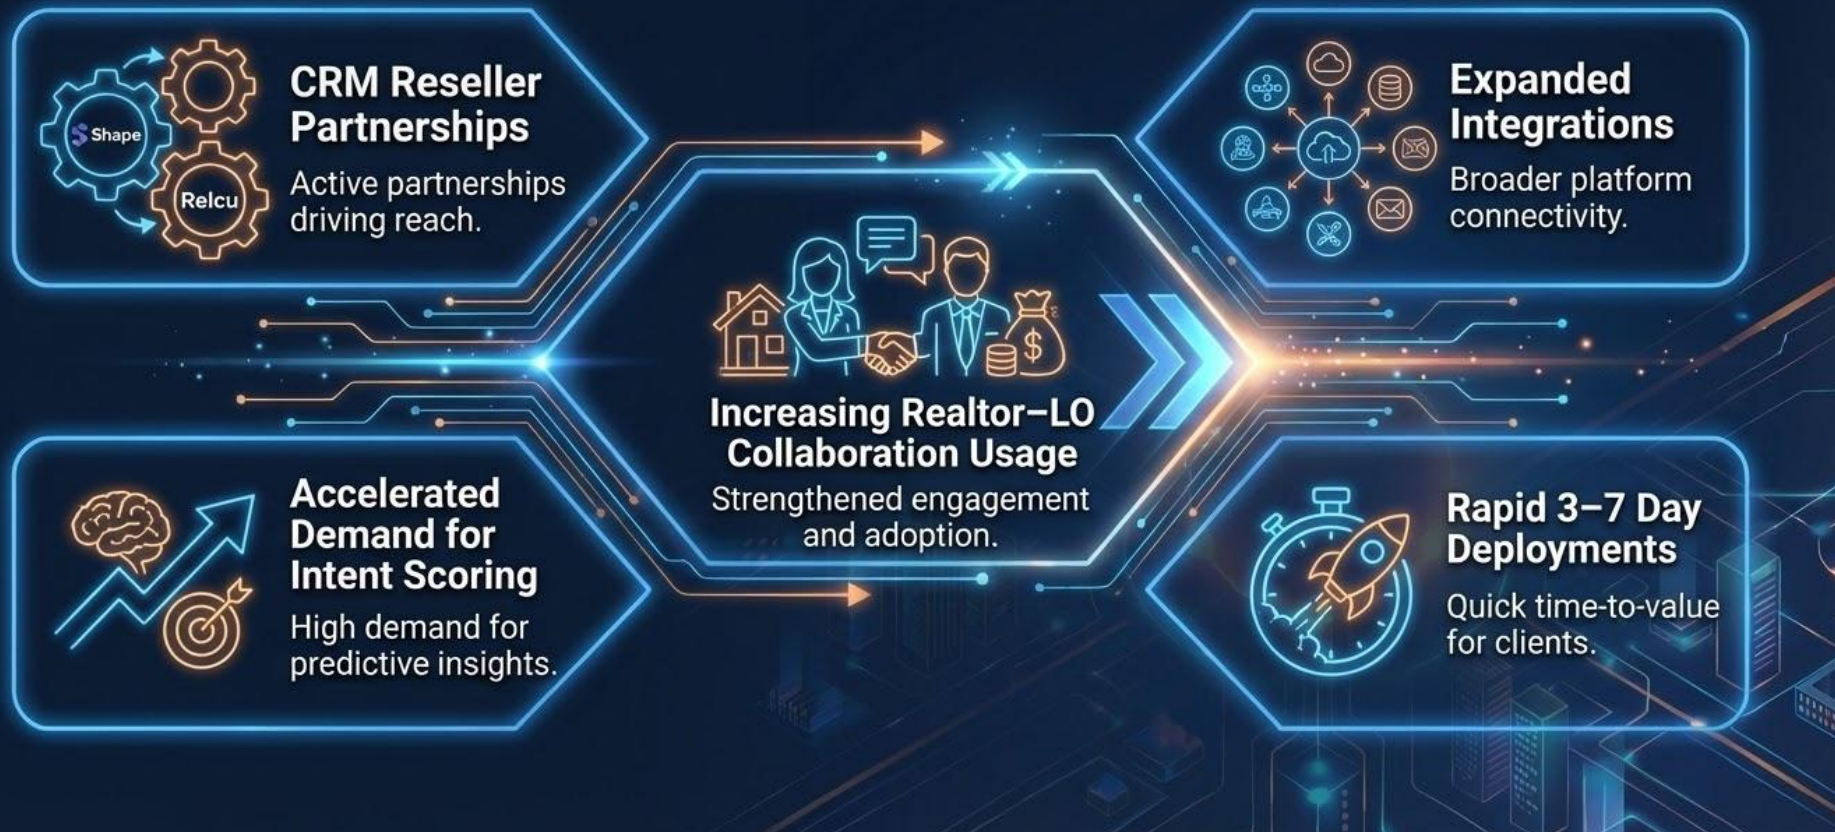 Shape
Relcu
CRM Reseller
Partnerships
Active partnerships
driving reach.
Expanded
Integrations
Broader platform
connectivity.
$
Increasing Realtor–LO
Collaboration Usage
Strengthened engagement
and adoption.
Accelerated
Demand for
Intent Scoring
High demand for
predictive insights.
Rapid 3–7 Day
Deployments
Quick time-to-value
for clients.